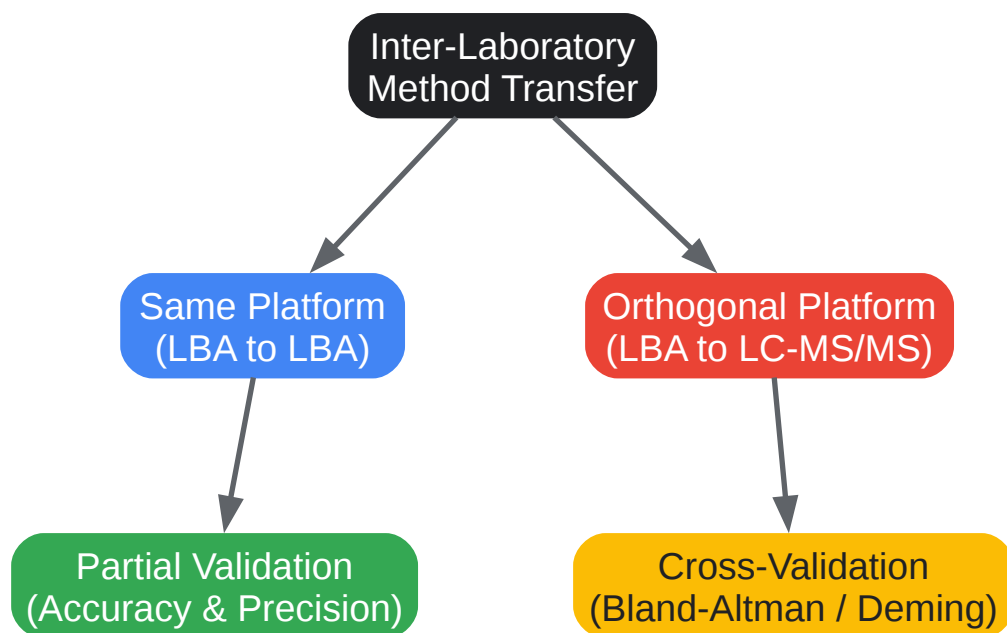 Inter-Laboratory
Method Transfer
Same Platform
(LBA to LBA)
Orthogonal Platform
(LBA to LC-MS/MS)
Partial Validation
(Accuracy & Precision)
Cross-Validation
(Bland-Altman / Deming)